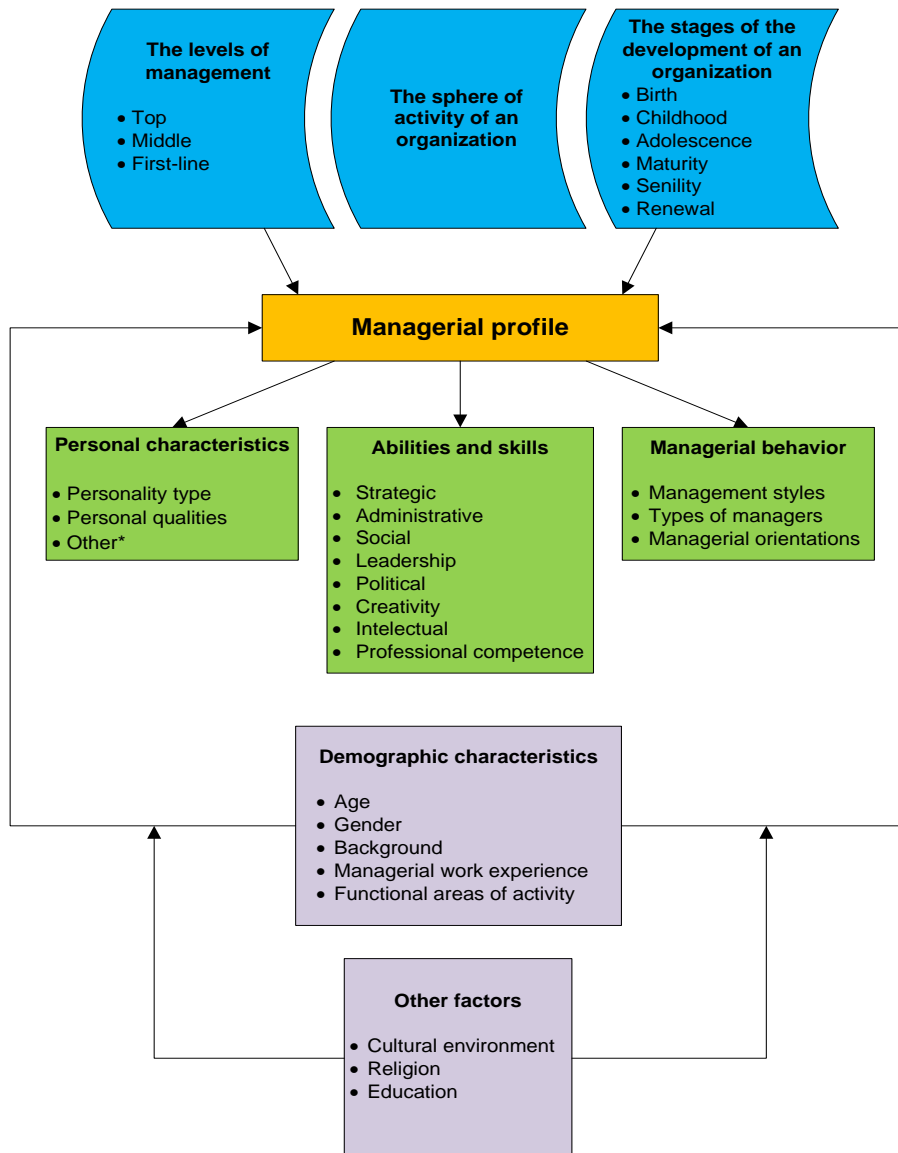 The levels of
management
• Top
• Middle
• First-line
The sphere of
activity of an
organization
The stages of the
development of an
organization
• Birth
• Childhood
• Adolescence
• Maturity
• Senility
• Renewal
Managerial profile
Personal characteristics
• Personality type
• Personal qualities
• Other*
Abilities and skills
• Strategic
• Administrative
• Social
• Leadership
• Political
• Creativity
• Intelectual
• Professional competence
Managerial behavior
• Management styles
• Types of managers
• Managerial orientations
Demographic characteristics
• Age
• Gender
• Background
• Managerial work experience
• Functional areas of activity
Other factors
• Cultural environment
• Religion
• Education